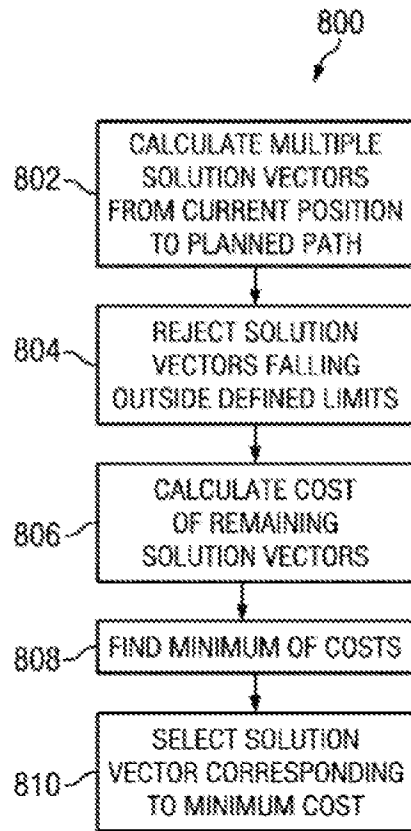 800
802
CALCULATE MULTIPLE
SOLUTION VECTORS
FROM CURRENT POSITION
TO PLANNED PATH
804
REJECT SOLUTION
VECTORS FALLING
OUTSIDE DEFINED LIMITS
806
CALCULATE COST
OF REMAINING
SOLUTION VECTORS
808
FIND MINIMUM OF COSTS
810
SELECT SOLUTION
VECTOR CORRESPONDING
TO MINIMUM COST